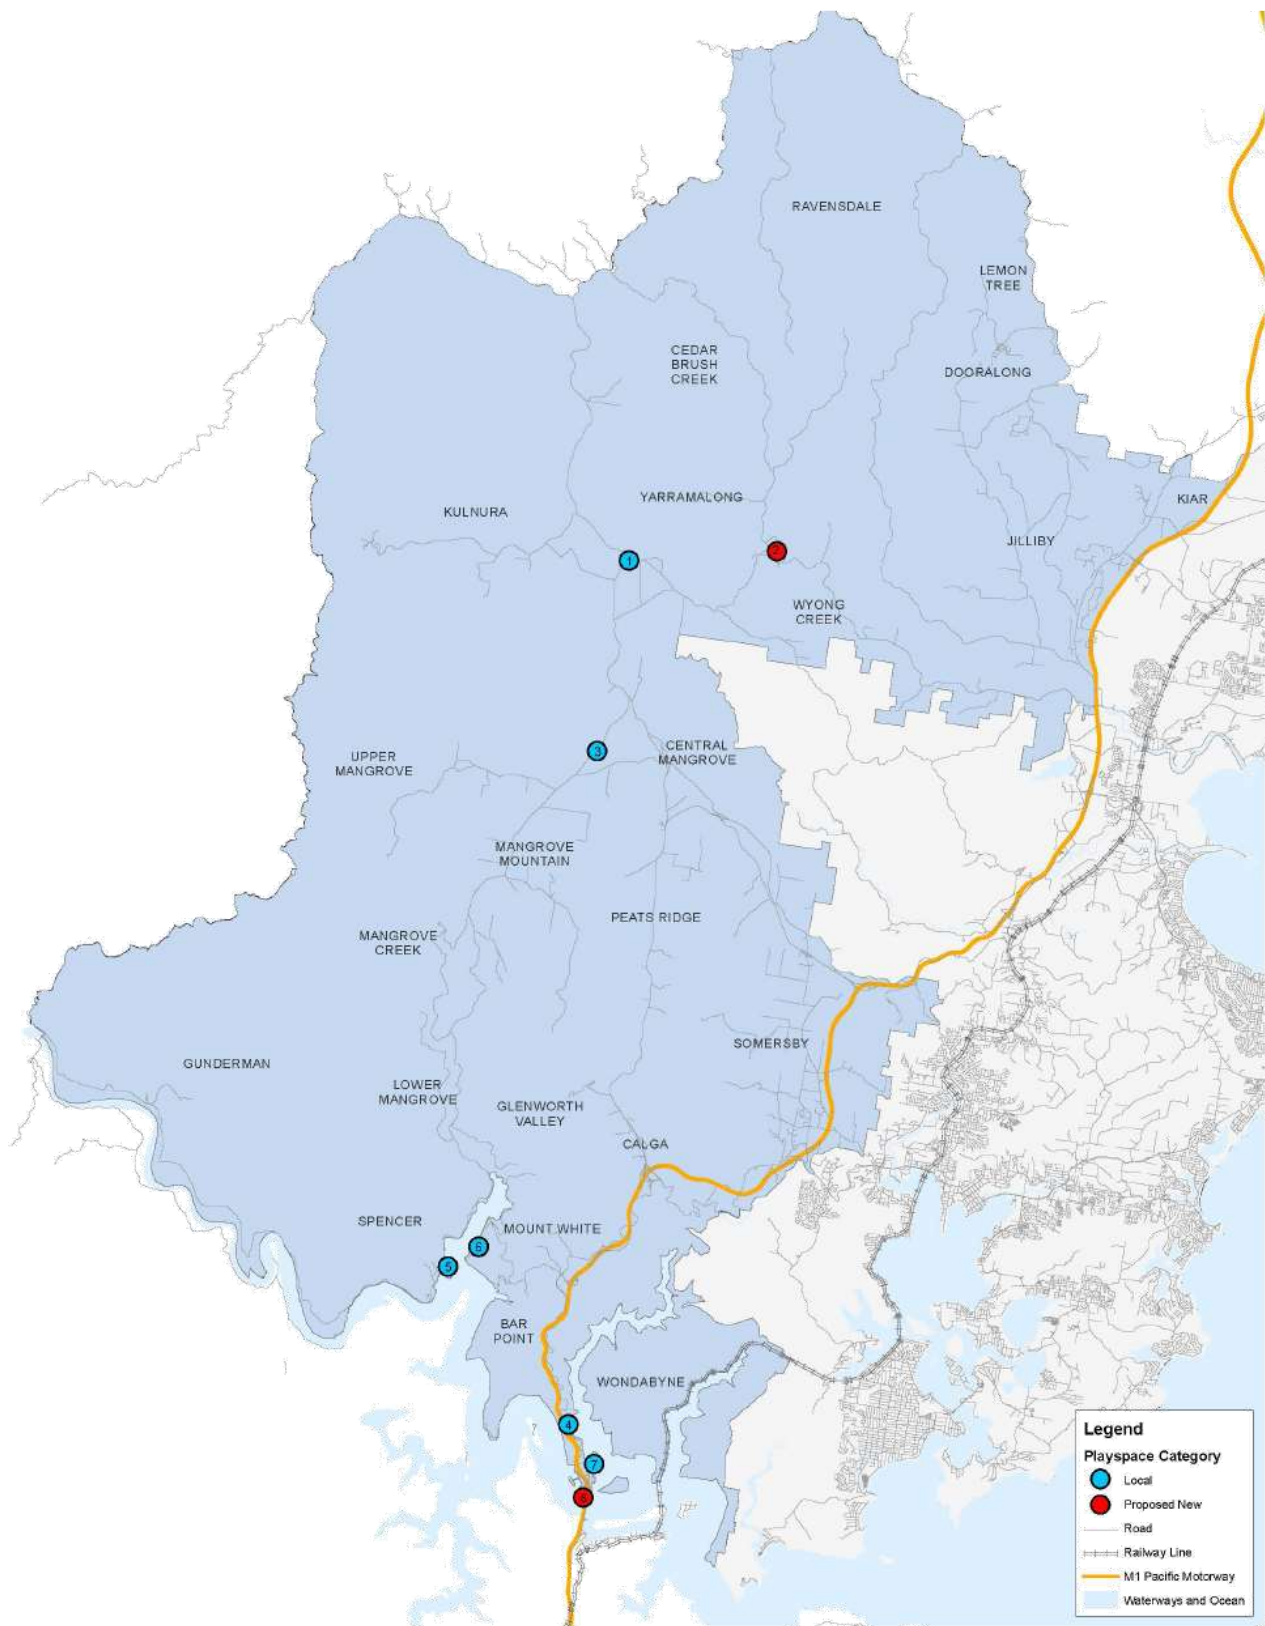 RAVENSDALE
LEMON
TREE
CEDAR
BRUSH
CREEK
DOORALONG
YARRAMALONG
KIAR
KULNURA
JILLIBY
2
1
WYONG
CREEK
3
CENTRAL
MANGROVE
UPPER
MANGROVE
MANGROVE
MOUNTAIN
PEATS RIDGE
MANGROVE
CREEK
SOMERSBY
GUNDERMAN
LOWER
MANGROVE
GLENWORTH
VALLEY
CALGA
SPENCER
MOUNT WHITE
6
5
BAR
POINT
WONDABYNE
4
7
8
Legend
Playspace Category
Local
Proposed New
Road
Railway Line
M1 Pacific Motorway
Waterways and Ocean